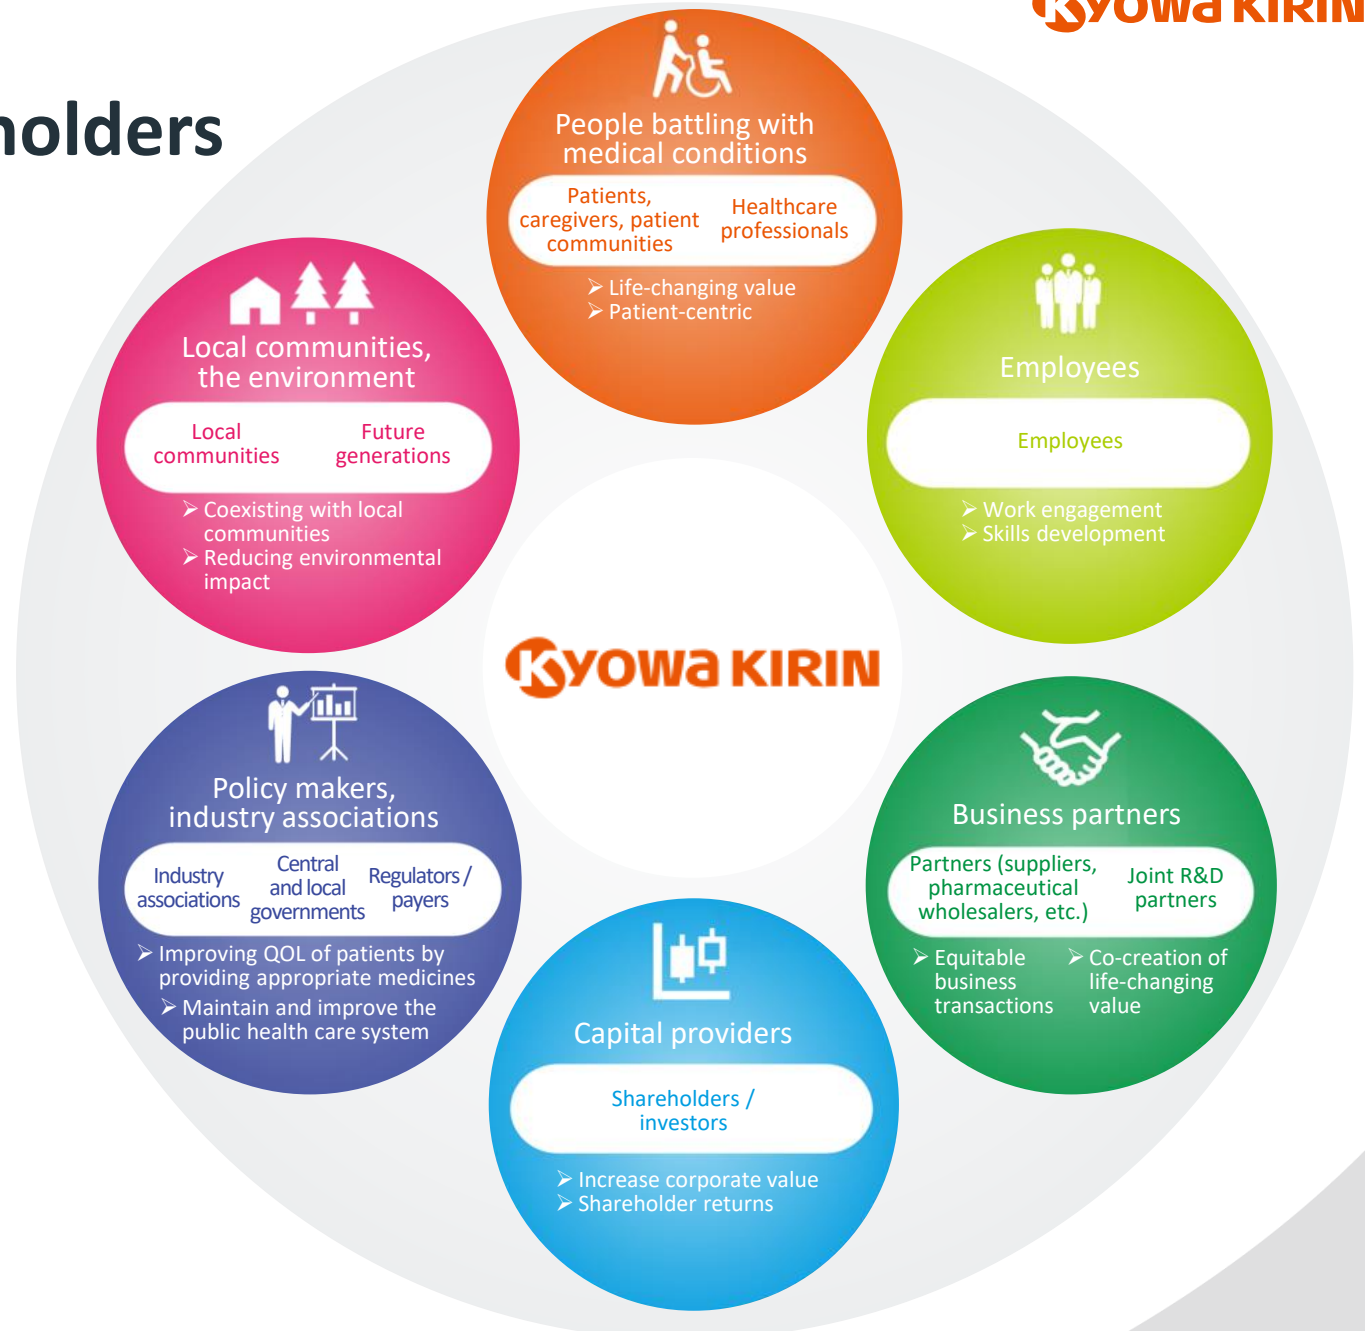 KYOWA KIRIN
holders
People battling with
medical conditions
Patients,
caregivers, patient
communities
Healthcare
professionals
➢ Life-changing value
➢ Patient-centric
Employees
Employees
➢ Work engagement
➢ Skills development
Business partners
Partners (suppliers,
pharmaceutical
wholesalers, etc.)
Joint R&D
partners
➢ Equitable
business
transactions
➢ Co-creation of
life-changing
value
Capital providers
Shareholders /
investors
➢ Increase corporate value
➢ Shareholder returns
Policy makers,
industry associations
Industry
associations
Central
and local
governments
Regulators /
payers
➢ Improving QOL of patients by
providing appropriate medicines
➢ Maintain and improve the
public health care system
Local communities,
the environment
Local
communities
Future
generations
➢ Coexisting with local
communities
➢ Reducing environmental
impact
KYOWA KIRIN